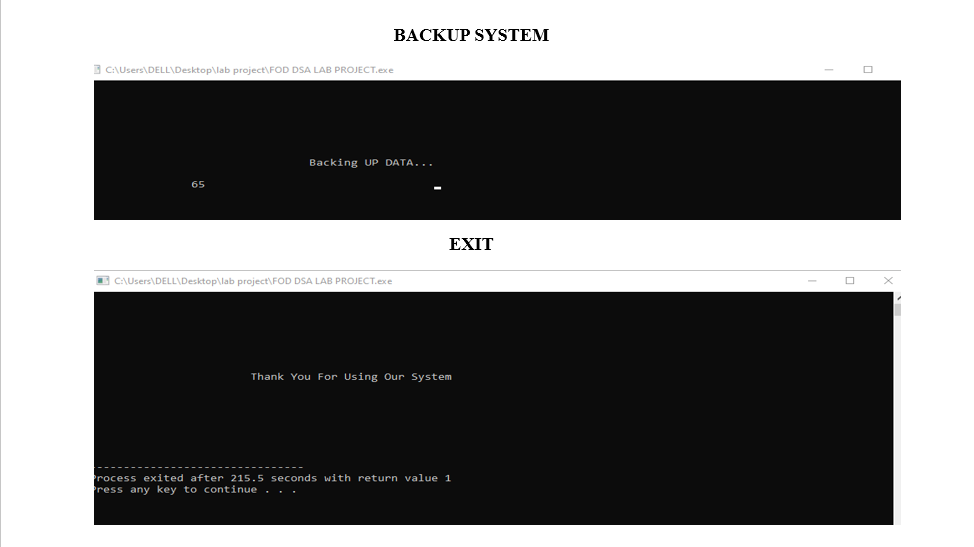 BACKUP SYSTEM
C:\Users\DELL\Desktop\lab project\FOD DSA LAB PROJECT.exe
Backing UP DATA...
65
EXIT
C:\Users\DELL\Desktop\lab project\FOD DSA LAB PROJECT.exe
Thank You For Using Our System
--------------------------------
Process exited after 215.5 seconds with return value 1
Press any key to continue . . .